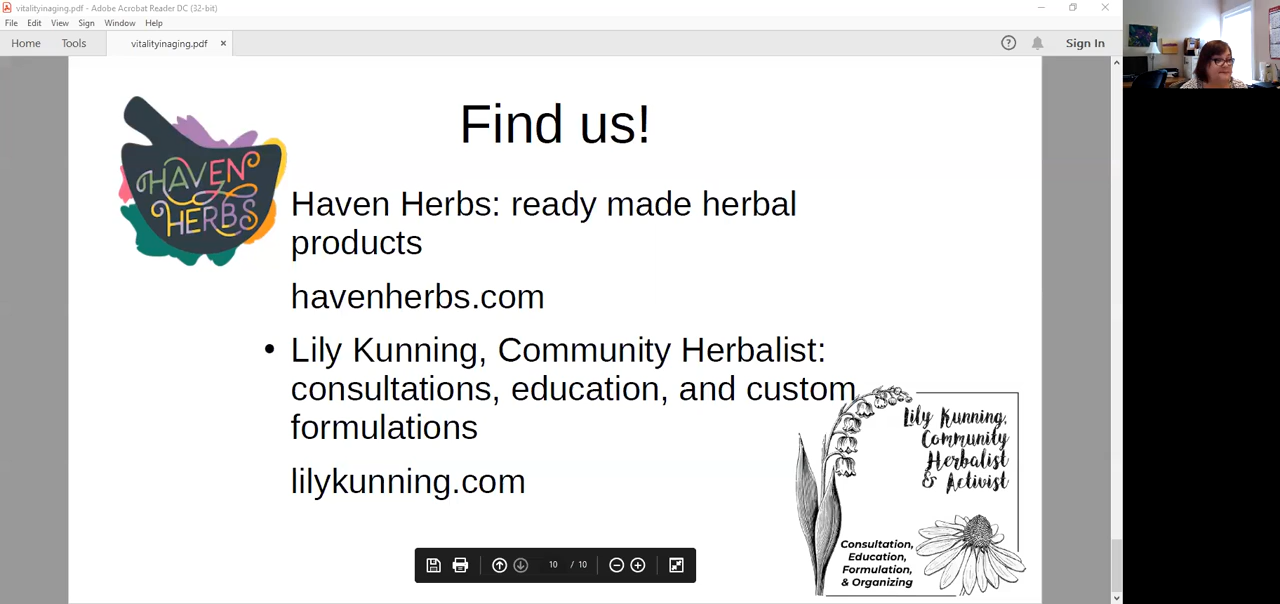 vitalityinaging.pdf - Adobe Acrobat Reader DC (32-bit)
File Edit View Sign Window Help
Home Tools vitalityinaging.pdf × Sign In
Find us!
HAVEN
HERBS
Haven Herbs: ready made herbal
products
havenherbs.com
• Lily Kunning, Community Herbalist:
consultations, education, and custom
formulations
lilykunning.com
Lily Kunning,
Community
Herbalist
& Activist
Consultation,
Education,
Formulation,
& Organizing
10 / 10